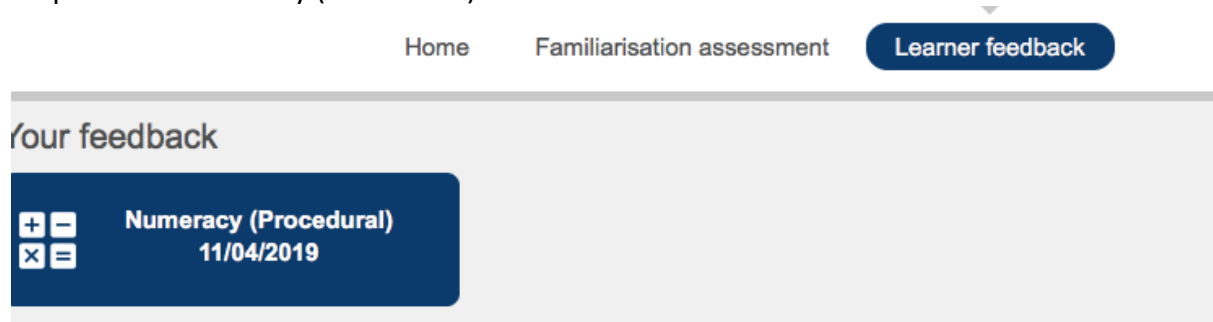 Home Familiarisation assessment Learner feedback
Your feedback
Numeracy (Procedural)
11/04/2019